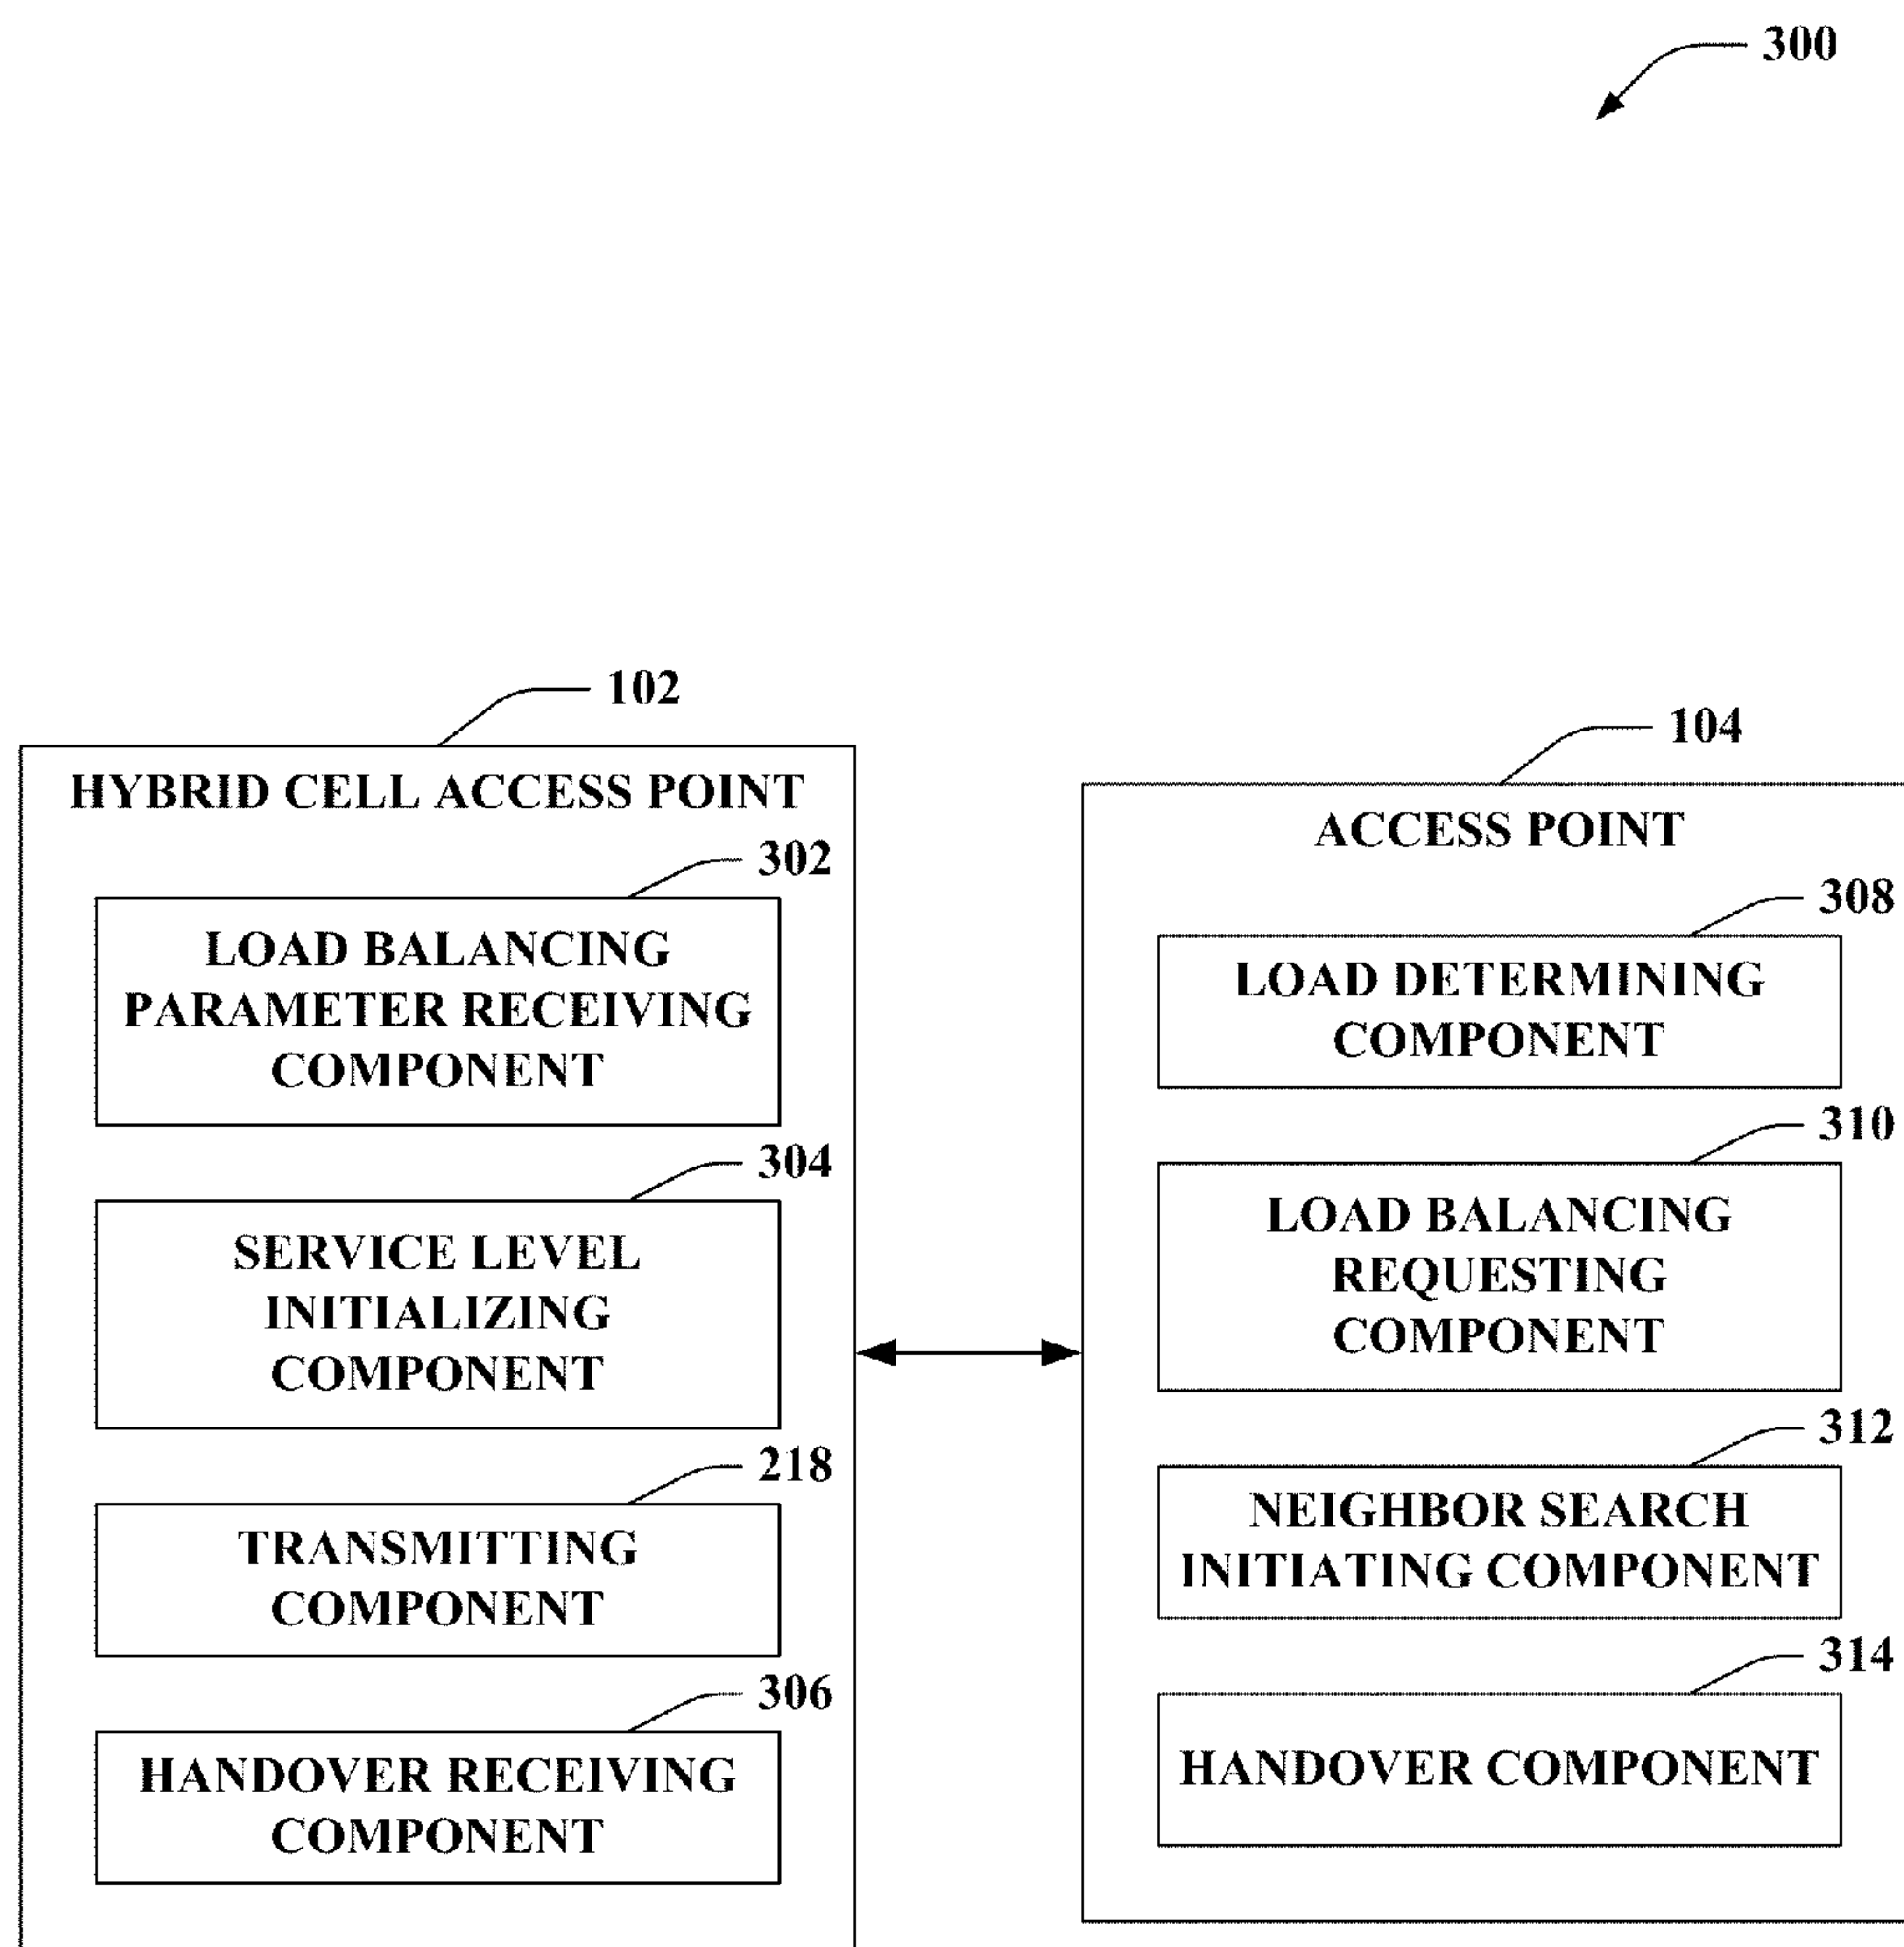 300
102
HYBRID CELL ACCESS POINT
302
LOAD BALANCING
PARAMETER RECEIVING
COMPONENT
304
SERVICE LEVEL
INITIALIZING
COMPONENT
218
TRANSMITTING
COMPONENT
306
HANDOVER RECEIVING
COMPONENT
104
ACCESS POINT
308
LOAD DETERMINING
COMPONENT
310
LOAD BALANCING
REQUESTING
COMPONENT
312
NEIGHBOR SEARCH
INITIATING COMPONENT
314
HANDOVER COMPONENT